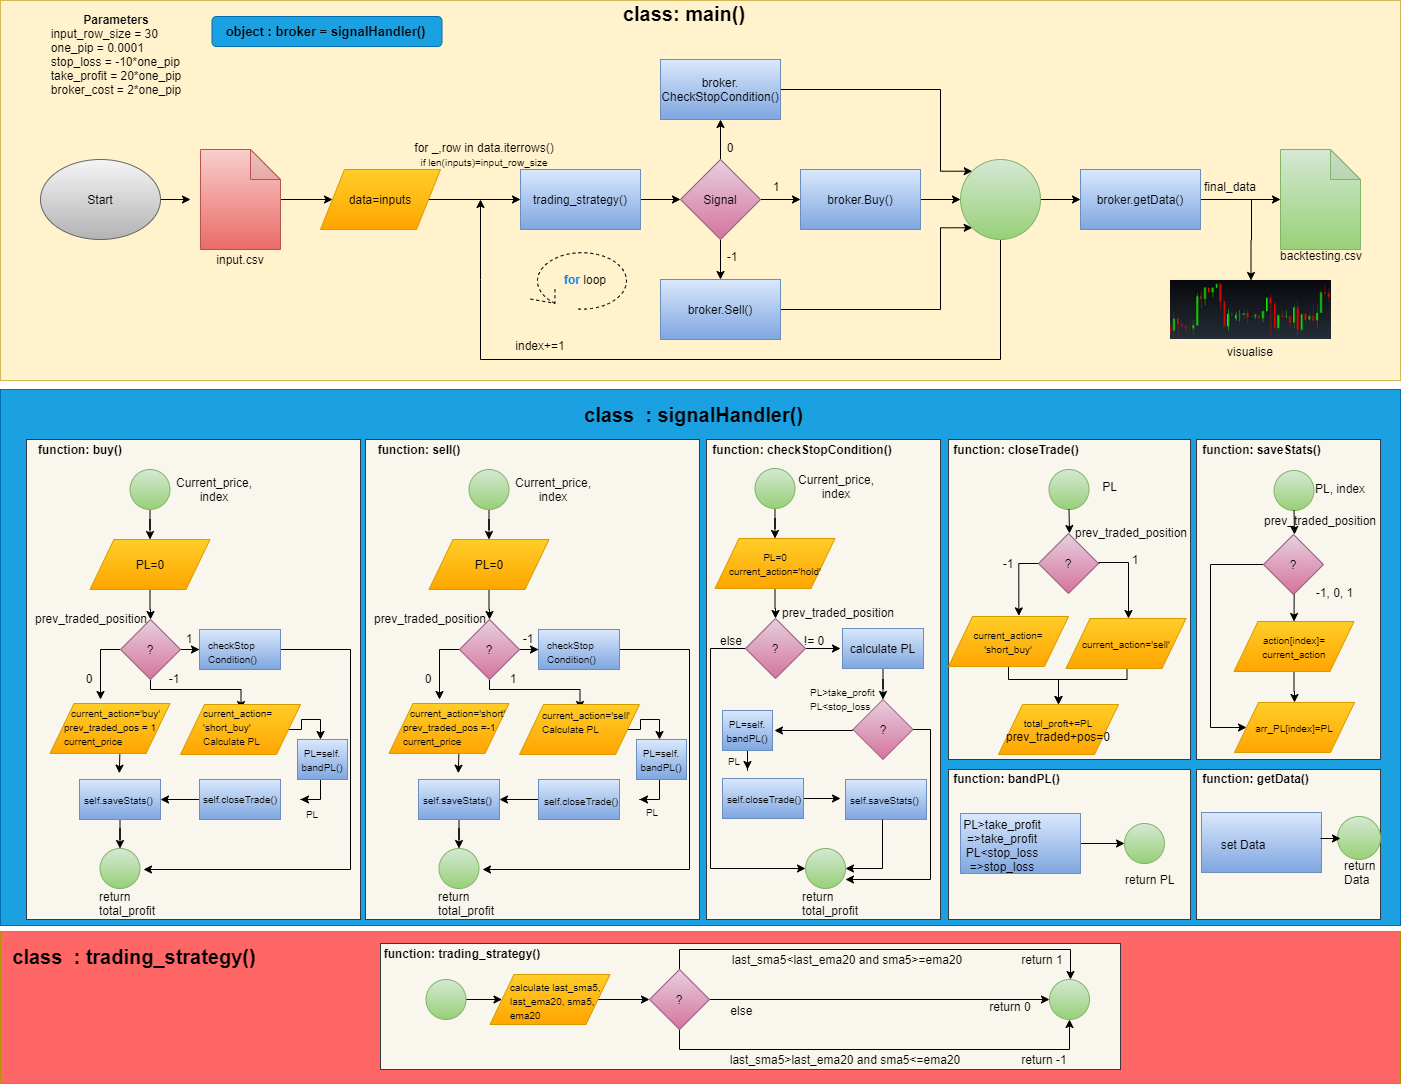 class: main()
Parameters
input_row_size = 30
one_pip = 0.0001
stop_loss = -10*one_pip
take_profit = 20*one_pip
broker_cost = 2*one_pip
object : broker = signalHandler()
Start
input.csv
data=inputs
for _,row in data.iterrows()
if len(inputs)=input_row_size
trading_strategy()
for loop
index+=1
broker.
CheckStopCondition()
0
Signal
1
-1
broker.Buy()
broker.Sell()
broker.getData()
final_data
backtesting.csv
visualise
class : signalHandler()
function: buy()
Current_price,
index
PL=0
prev_traded_position
?
1
0
-1
checkStop
Condition()
current_action='buy'
prev_traded_pos = 1
current_price
current_action=
'short_buy'
Calculate PL
PL=self.
bandPL()
self.saveStats()
self.closeTrade()
PL
return
total_profit
function: sell()
Current_price,
index
PL=0
prev_traded_position
?
-1
0
1
checkStop
Condition()
current_action='short'
prev_traded_pos =-1
current_price
current_action='sell'
Calculate PL
PL=self.
bandPL()
self.saveStats()
self.closeTrade()
PL
return
total_profit
function: checkStopCondition()
Current_price,
index
PL=0
current_action='hold'
prev_traded_position
else
?
!= 0
calculate PL
PL>take_profit
PL<stop_loss
?
PL=self.
bandPL()
PL
self.closeTrade()
self.saveStats()
return
total_profit
function: closeTrade()
PL
prev_traded_position
?
-1
1
current_action=
'short_buy'
current_action='sell'
total_proft+=PL
prev_traded+pos=0
function: saveStats()
PL, index
prev_traded_position
?
-1, 0, 1
action[index]=
current_action
arr_PL[index]=PL
function: bandPL()
PL>take_profit
=>take_profit
PL<stop_loss
=>stop_loss
return PL
function: getData()
set Data
return
Data
class : trading_strategy()
function: trading_strategy()
calculate last_sma5,
last_ema20, sma5,
ema20
?
last_sma5<last_ema20 and sma5>=ema20
return 1
else
return 0
last_sma5>last_ema20 and sma5<=ema20
return -1